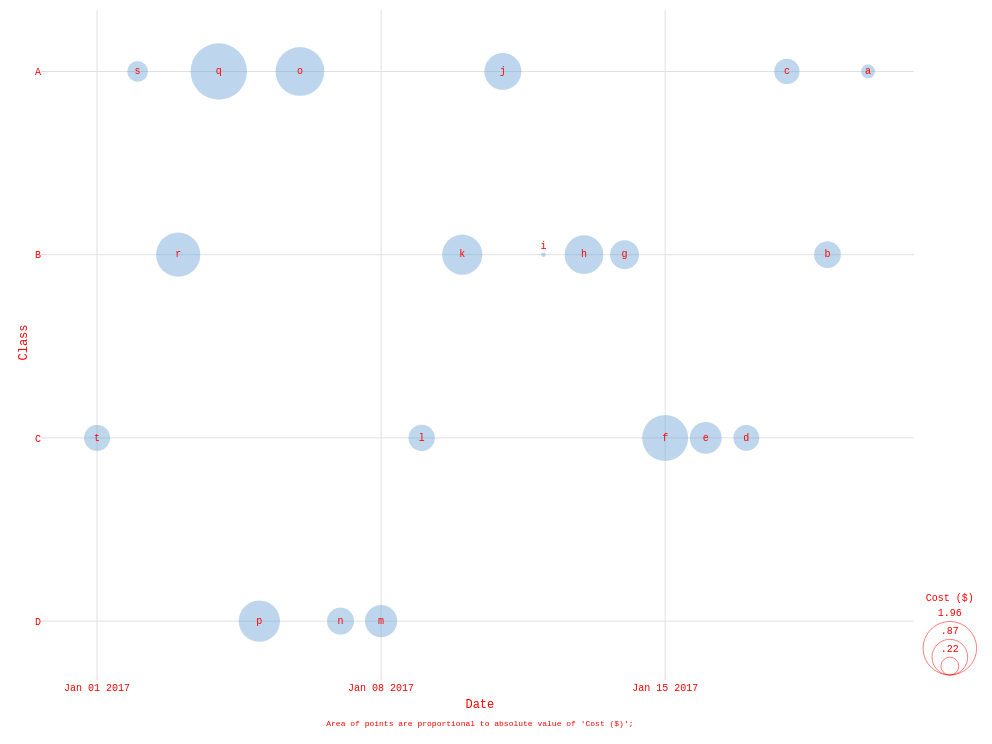 A
s
q
o
j
c
a
B
r
k
i
h
g
b
Class
C
t
l
f
e
d
D
p
n
m
Cost ($)
1.96
.87
.22
Jan 01 2017
Jan 08 2017
Jan 15 2017
Date
Area of points are proportional to absolute value of 'Cost ($)';